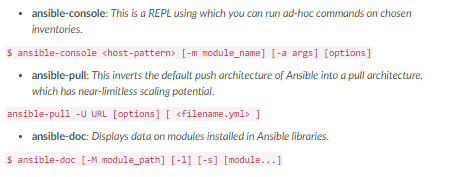 • ansible-console: This is a REPL using which you can run ad-hoc commands on chosen
inventories.
$ ansible-console <host-pattern> [-m module_name] [-a args] [options]
• ansible-pull: This inverts the default push architecture of Ansible into a pull architecture,
which has near-limitless scaling potential.
ansible-pull -U URL [options] [ <filename.yml> ]
• ansible-doc: Displays data on modules installed in Ansible libraries.
$ ansible-doc [-M module_path] [-l] [-s] [module...]